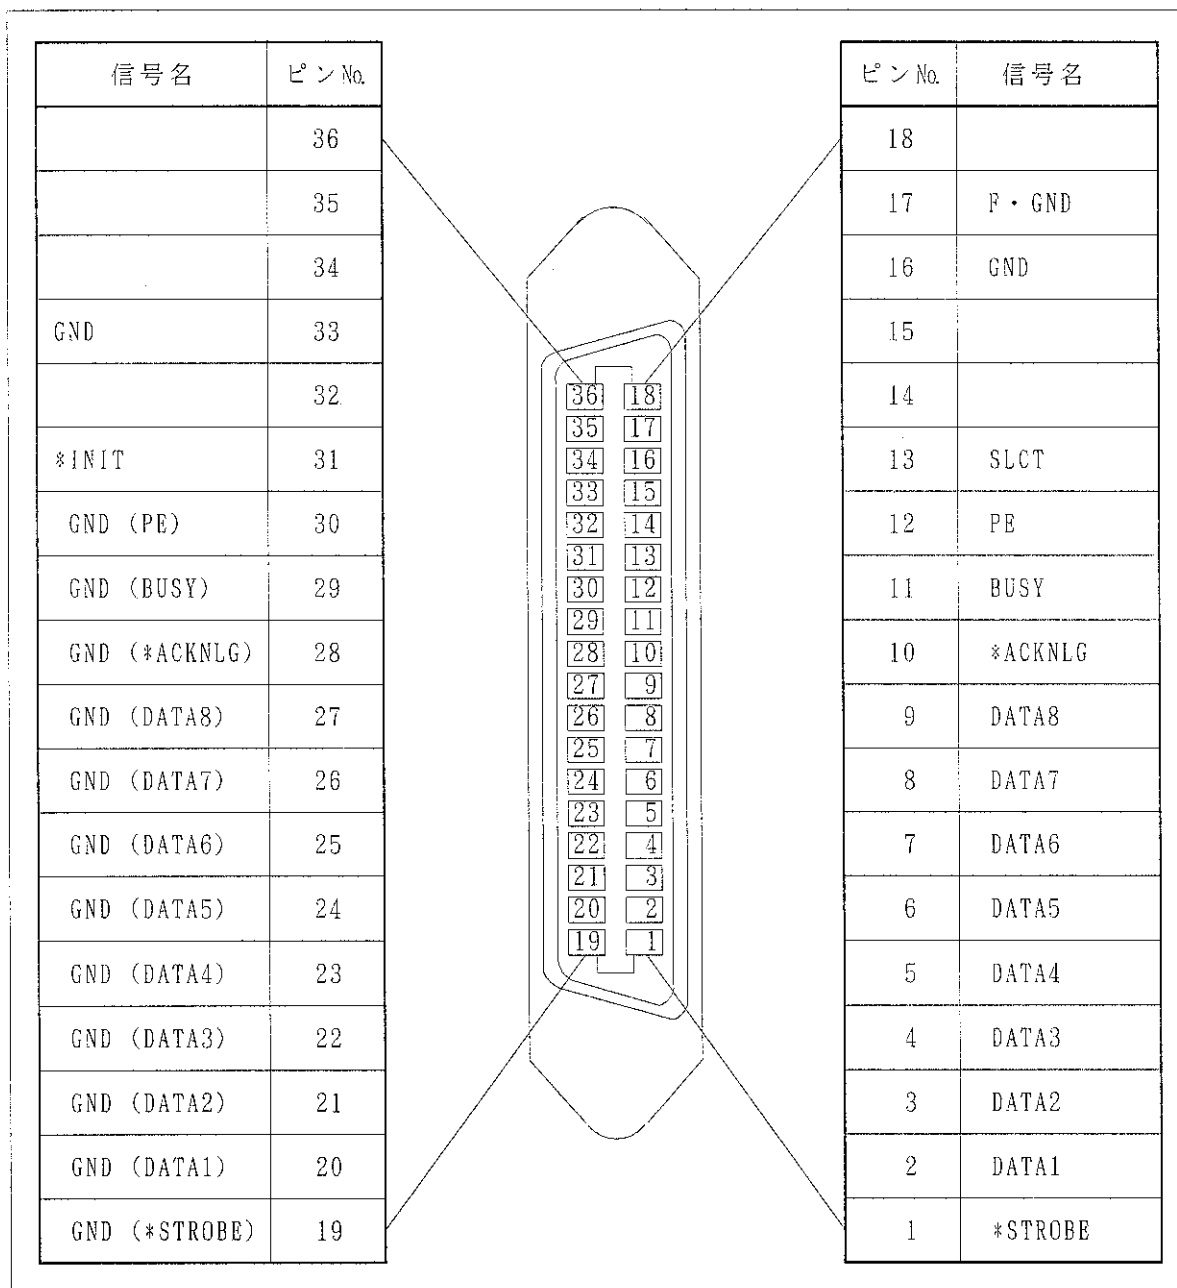 信号名 ピンNo.
36
35
34
GND 33
32
*INIT 31
GND (PE) 30
GND (BUSY) 29
GND (*ACKNLG) 28
GND (DATA8) 27
GND (DATA7) 26
GND (DATA6) 25
GND (DATA5) 24
GND (DATA4) 23
GND (DATA3) 22
GND (DATA2) 21
GND (DATA1) 20
GND (*STROBE) 19
36 18
35 17
34 16
33 15
32 14
31 13
30 12
29 11
28 10
27 9
26 8
25 7
24 6
23 5
22 4
21 3
20 2
19 1
ピンNo. 信号名
18
17 F・GND
16 GND
15
14
13 SLCT
12 PE
11 BUSY
10 *ACKNLG
9 DATA8
8 DATA7
7 DATA6
6 DATA5
5 DATA4
4 DATA3
3 DATA2
2 DATA1
1 *STROBE